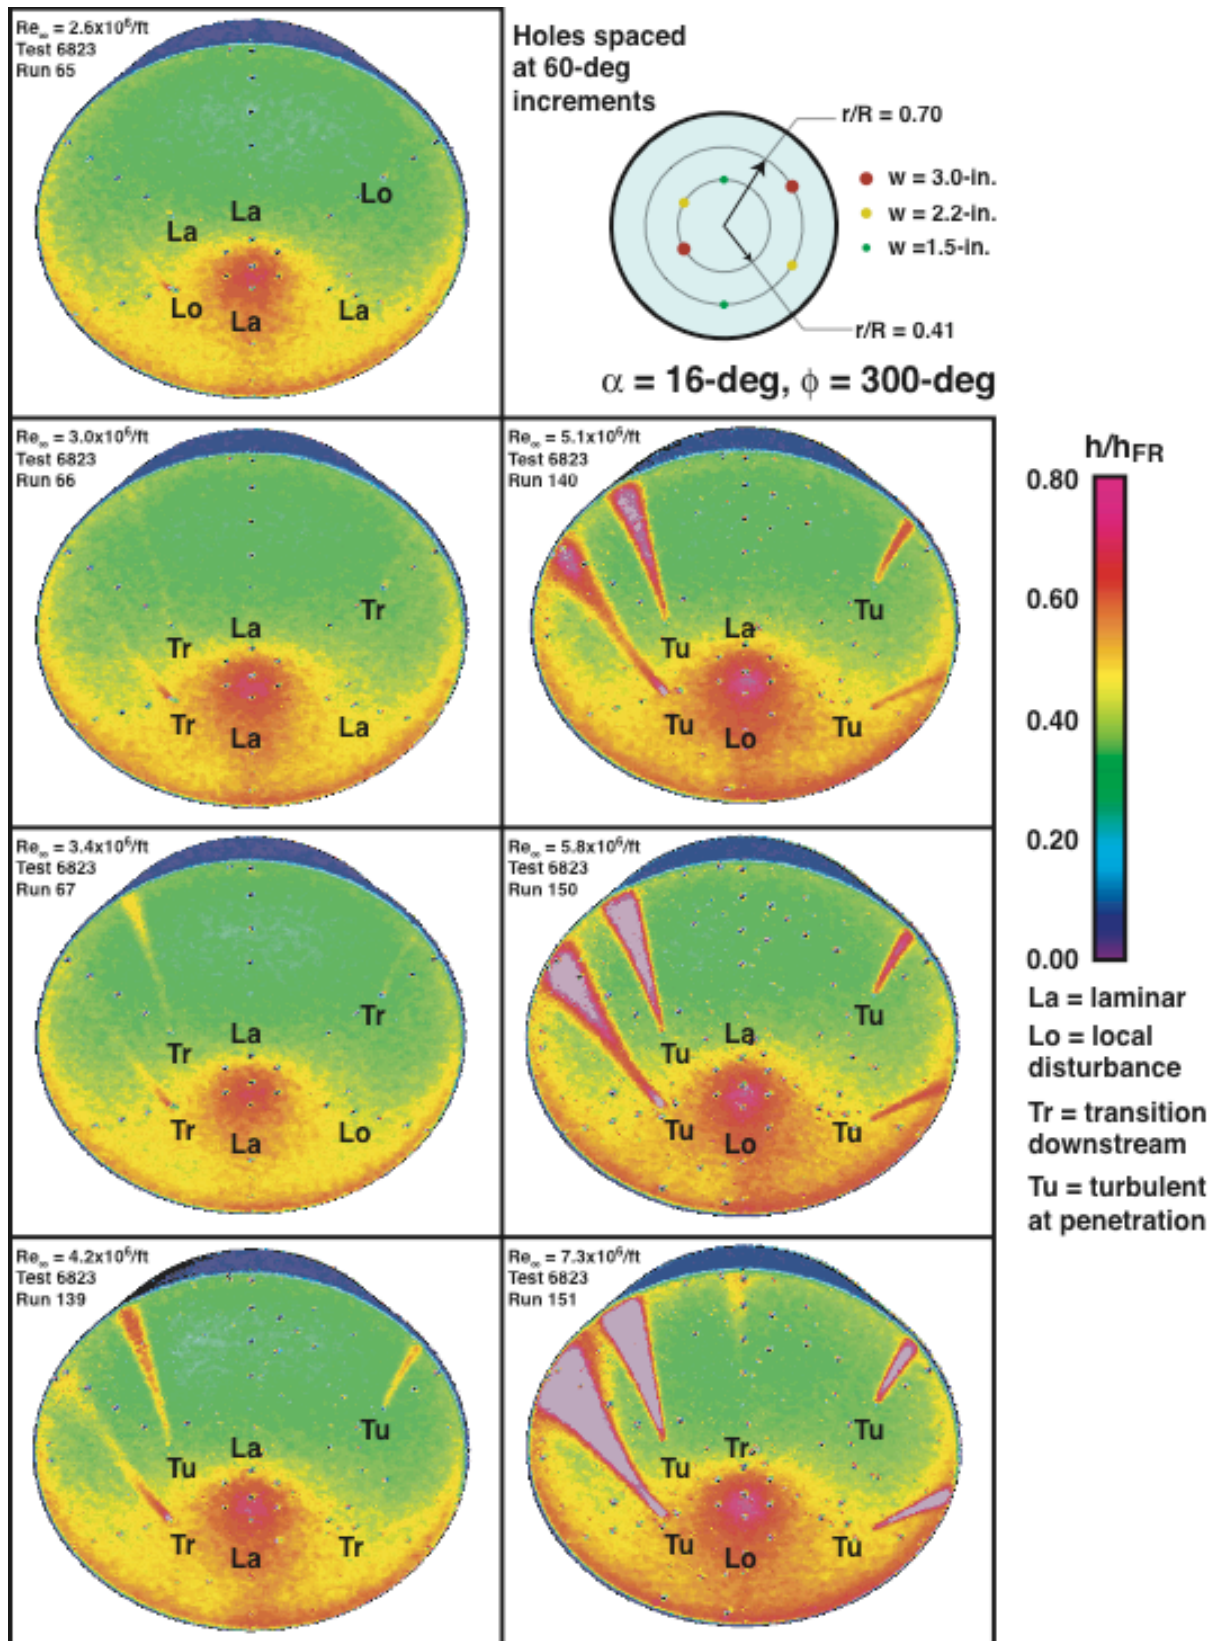 Re∞ = 2.6x10⁶/ft
Test 6823
Run 65
Lo
La
La
Lo
La
La
Holes spaced
at 60-deg
increments
r/R = 0.70
w = 3.0-in.
w = 2.2-in.
w =1.5-in.
r/R = 0.41
α = 16-deg, ϕ = 300-deg
Re∞ = 3.0x10⁶/ft
Test 6823
Run 66
Tr
La
Tr
Tr
La
La
Re∞ = 5.1x10⁶/ft
Test 6823
Run 140
Tu
La
Tu
Tu
Lo
Tu
h/hFR
0.80
0.60
0.40
0.20
0.00
Re∞ = 3.4x10⁶/ft
Test 6823
Run 67
Tr
La
Tr
Tr
La
Lo
Re∞ = 5.8x10⁶/ft
Test 6823
Run 150
Tu
La
Tu
Tu
Lo
Tu
La = laminar
Lo = local
disturbance
Tr = transition
downstream
Tu = turbulent
at penetration
Re∞ = 4.2x10⁶/ft
Test 6823
Run 139
Tu
La
Tu
Tr
La
Tr
Re∞ = 7.3x10⁶/ft
Test 6823
Run 151
Tu
Tr
Tu
Tu
Lo
Tu